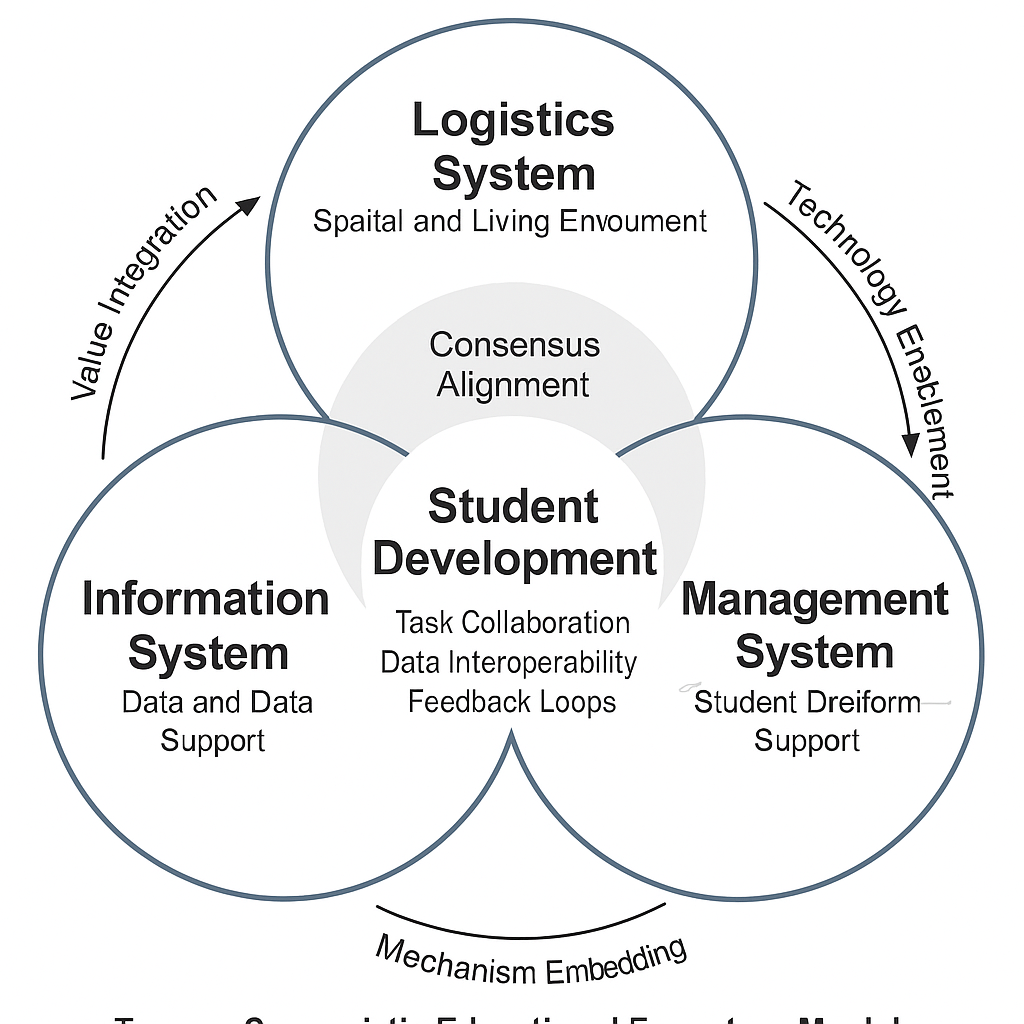 Logistics
System
Spaital and Living Envoument
Value Integration
Technology Enablement
Consensus
Alignment
Student
Development
Task Collaboration
Data Interoperability
Feedback Loops
Information
System
Data and Data
Support
Management
System
Student Dreiform
Support
Mechanism Embedding